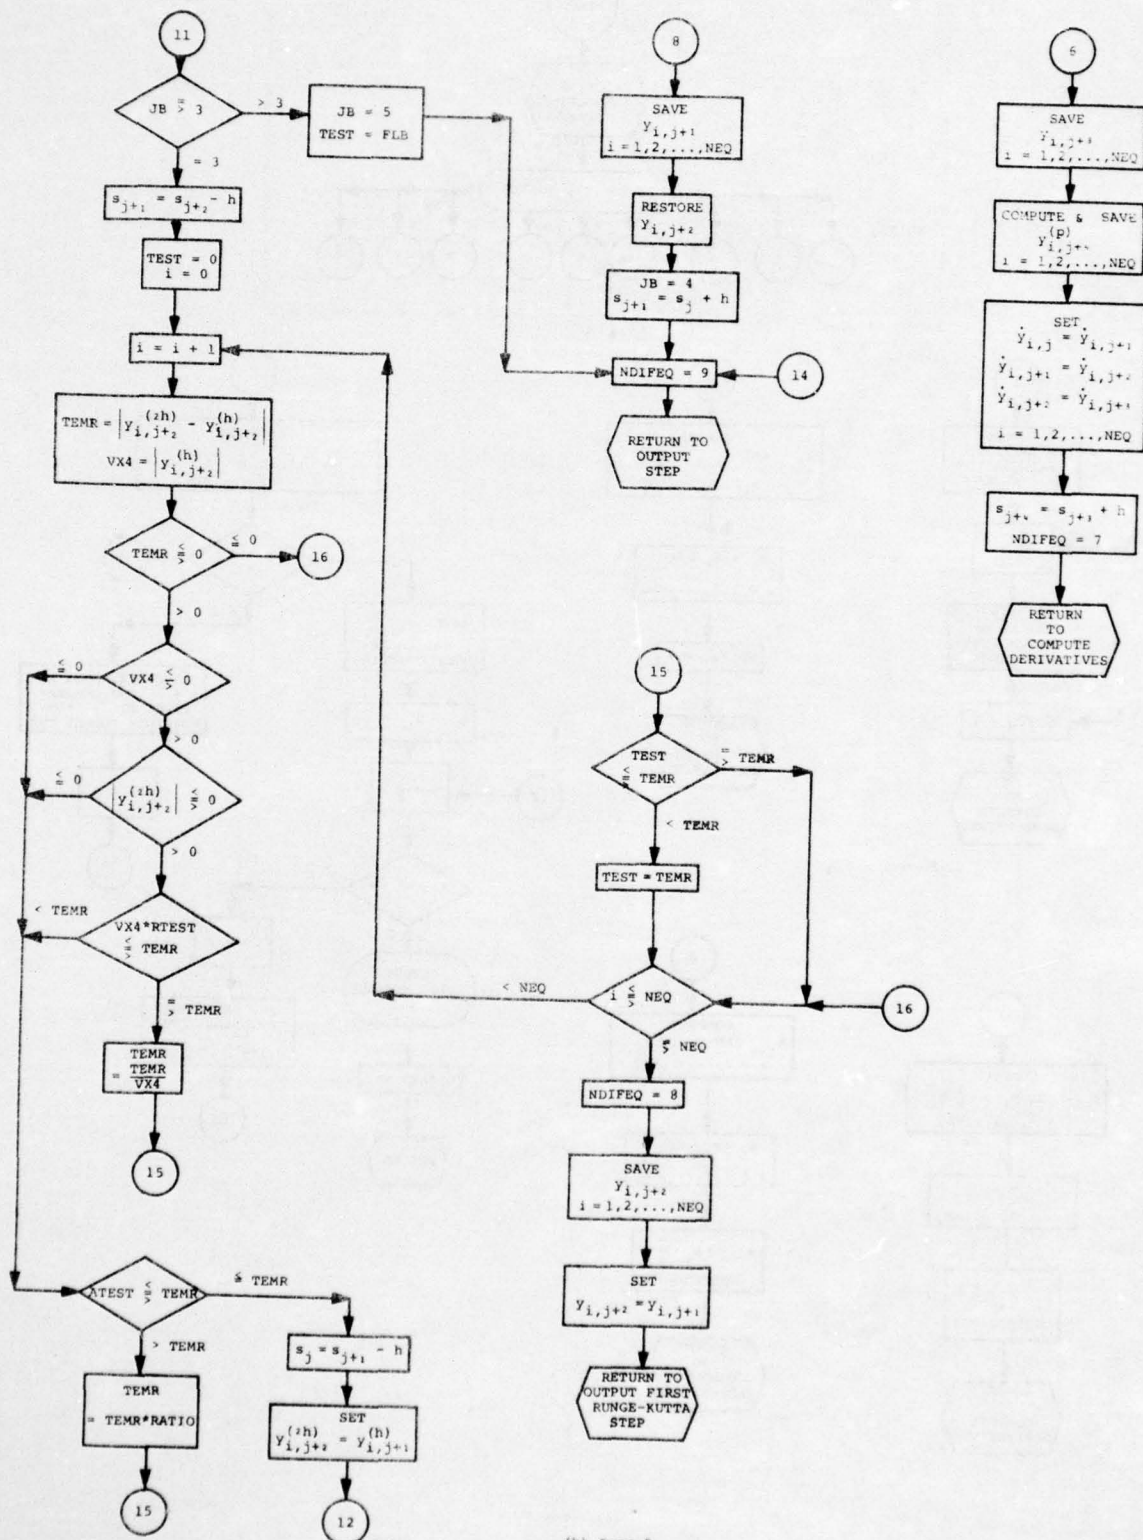 11
JB = > 3
> 3
JB = 5
TEST = FLB
= 3
s_{j+1} = s_{j+2} - h
TEST = 0
i = 0
i = i + 1
TEMR = |y_{i,j+2}^{(2h)} - y_{i,j+2}^{(h)}|
VX4 = |y_{i,j+2}^{(h)}|
TEMR ≤ > 0
≤ 0
16
> 0
VX4 ≤ > 0
≤ 0
> 0
|y_{i,j+2}^{(2h)}| ≤ > 0
≤ 0
> 0
VX4*RTEST
≤ > TEMR
< TEMR
= > TEMR
TEMR
= TEMR/VX4
15
ATEST ≤ > TEMR
≤ TEMR
> TEMR
TEMR
= TEMR*RATIO
15
s_j = s_{j+1} - h
SET
y_{i,j+2}^{(2h)} = y_{i,j+1}^{(h)}
12
8
SAVE
y_{i,j+1}
i = 1,2,...,NEQ
RESTORE
y_{i,j+2}
JB = 4
s_{j+1} = s_j + h
NDIFEQ = 9
14
RETURN TO
OUTPUT
STEP
15
TEST
≤ > TEMR
= > TEMR
< TEMR
TEST = TEMR
i ≤ > NEQ
< NEQ
16
= > NEQ
NDIFEQ = 8
SAVE
y_{i,j+2}
i = 1,2,...,NEQ
SET
y_{i,j+2} = y_{i,j+1}
RETURN TO
OUTPUT FIRST
RUNGE-KUTTA
STEP
6
SAVE
y_{i,j+3}
i = 1,2,...,NEQ
COMPUTE & SAVE
y_{i,j+4}^{(p)}
i = 1,2,...,NEQ
SET
ẏ_{i,j} = ẏ_{i,j+1}
ẏ_{i,j+1} = ẏ_{i,j+2}
ẏ_{i,j+2} = ẏ_{i,j+3}
i = 1,2,...,NEQ
s_{j+4} = s_{j+3} + h
NDIFEQ = 7
RETURN
TO
COMPUTE
DERIVATIVES